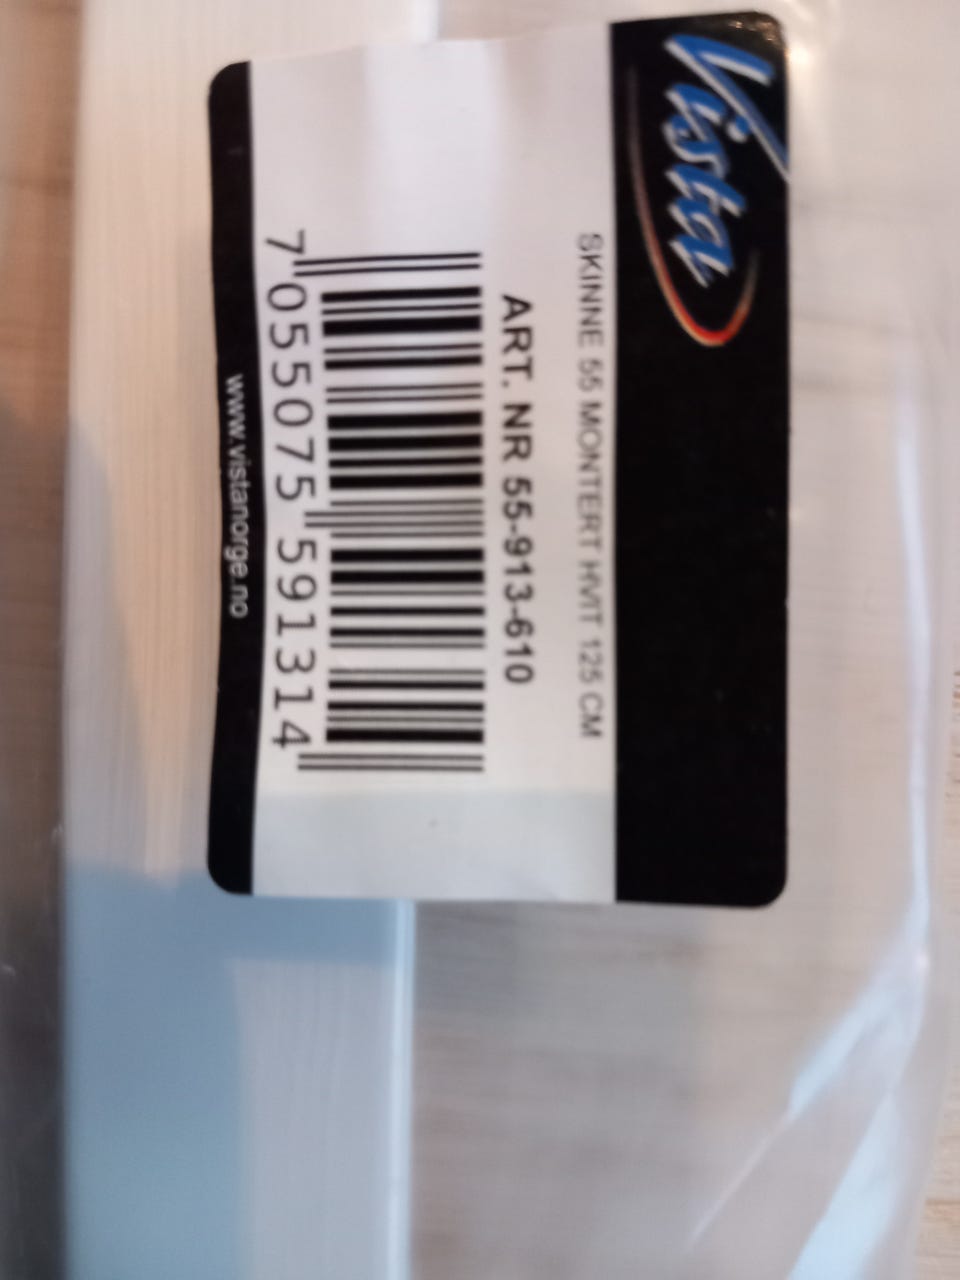 Vista
SKINNE 55 MONTERT HVIT 125 CM
ART. NR 55-913-610
7 055075 591314
www.vistanorge.no